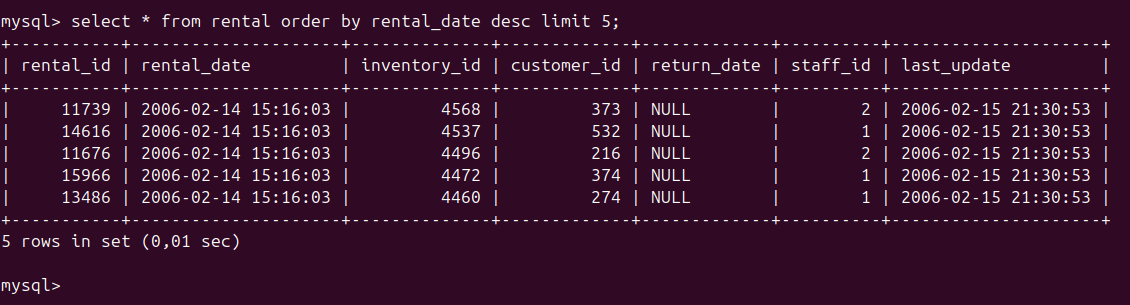 mysql> select * from rental order by rental_date desc limit 5;
+-----------+---------------------+--------------+-------------+-------------+----------+---------------------+
| rental_id | rental_date         | inventory_id | customer_id | return_date | staff_id | last_update         |
+-----------+---------------------+--------------+-------------+-------------+----------+---------------------+
|     11739 | 2006-02-14 15:16:03 |         4568 |         373 | NULL        |        2 | 2006-02-15 21:30:53 |
|     14616 | 2006-02-14 15:16:03 |         4537 |         532 | NULL        |        1 | 2006-02-15 21:30:53 |
|     11676 | 2006-02-14 15:16:03 |         4496 |         216 | NULL        |        2 | 2006-02-15 21:30:53 |
|     15966 | 2006-02-14 15:16:03 |         4472 |         374 | NULL        |        1 | 2006-02-15 21:30:53 |
|     13486 | 2006-02-14 15:16:03 |         4460 |         274 | NULL        |        1 | 2006-02-15 21:30:53 |
+-----------+---------------------+--------------+-------------+-------------+----------+---------------------+
5 rows in set (0,01 sec)
mysql>